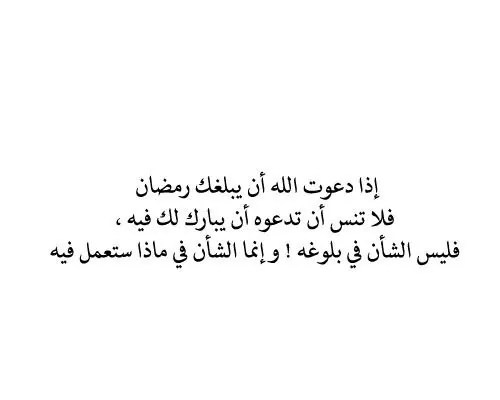 إذا دعوت الله أن يبلغك رمضان
فلا تنس أن تدعوه أن يبارك لك فيه ،
فليس الشأن في بلوغه ! وإنما الشأن في ماذا ستعمل فيه